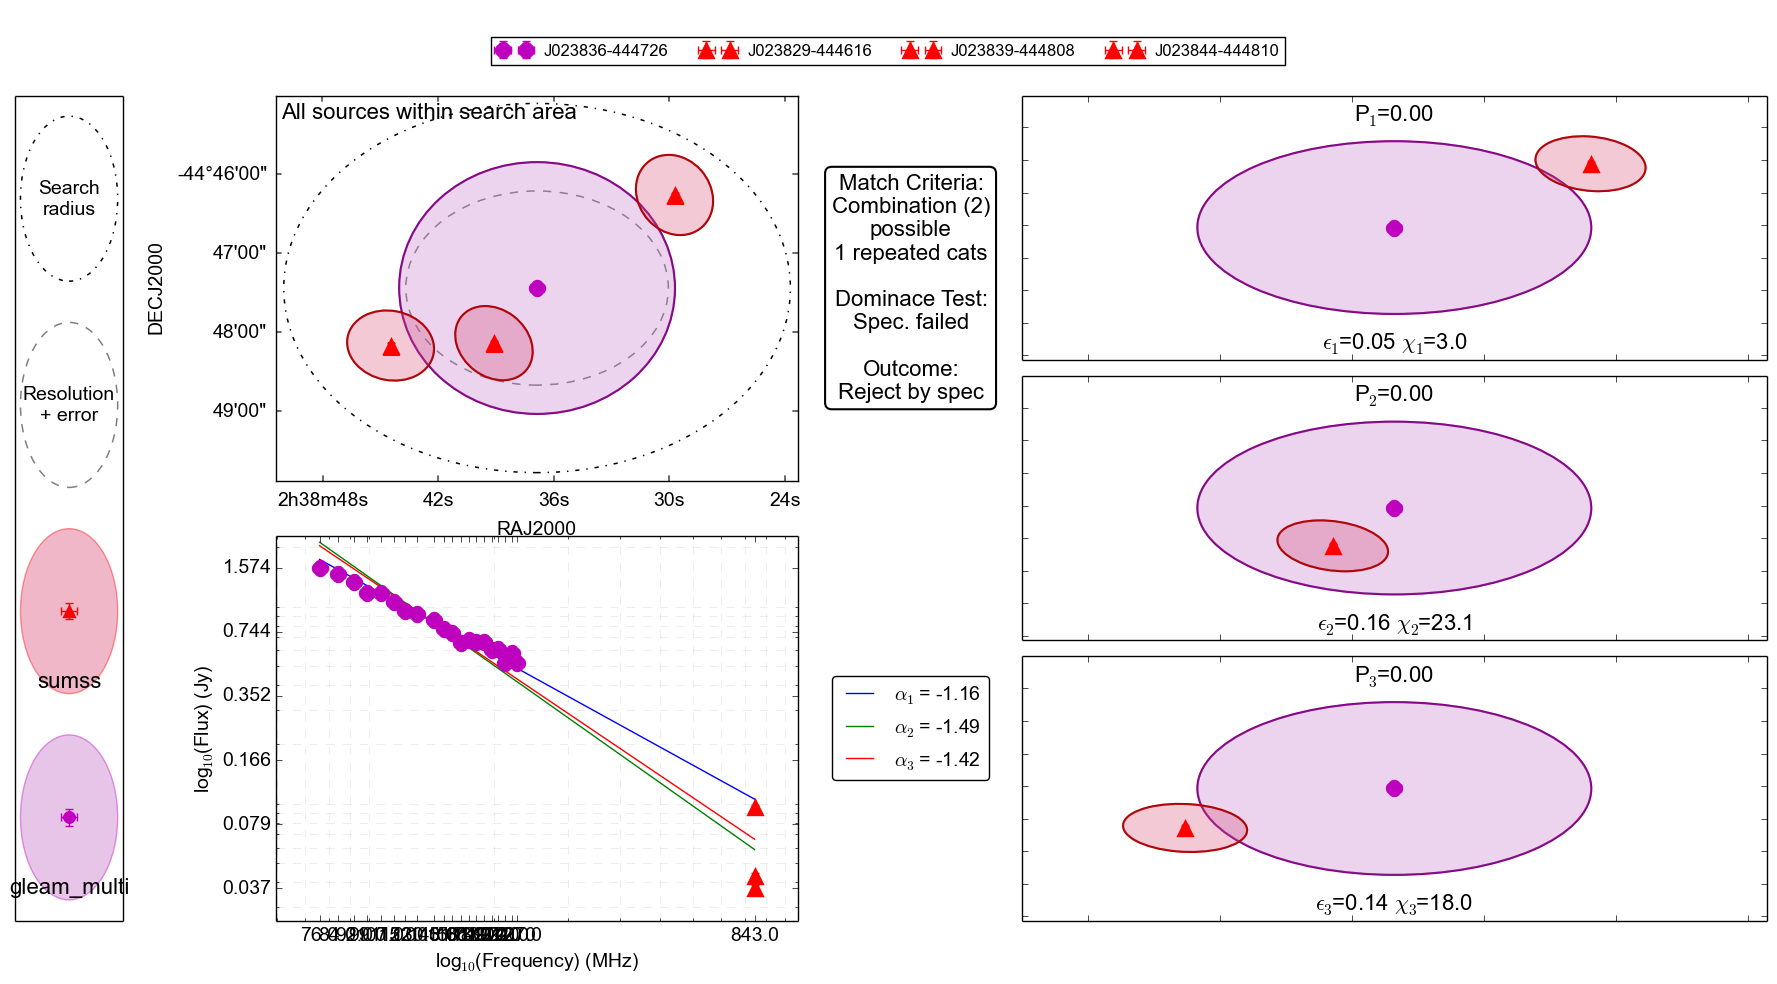 J023836-444726
J023829-444616
J023839-444808
J023844-444810
Search
radius
Resolution
+ error
sumss
gleam_multi
All sources within search area
DECJ2000
-44°46'00"
47'00"
48'00"
49'00"
2h38m48s
42s
36s
30s
24s
RAJ2000
Match Criteria:
Combination (2)
possible
1 repeated cats
Dominace Test:
Spec. failed
Outcome:
Reject by spec
log₁₀(Flux) (Jy)
1.574
0.744
0.352
0.166
0.079
0.037
843.0
log₁₀(Frequency) (MHz)
α₁ = -1.16
α₂ = -1.49
α₃ = -1.42
P₁=0.00
ϵ₁=0.05 χ₁=3.0
P₂=0.00
ϵ₂=0.16 χ₂=23.1
P₃=0.00
ϵ₃=0.14 χ₃=18.0